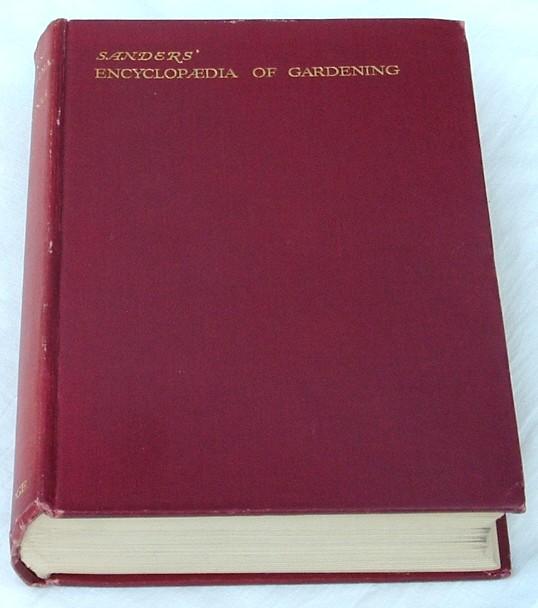 SANDERS'
ENCYCLOPÆDIA OF GARDENING